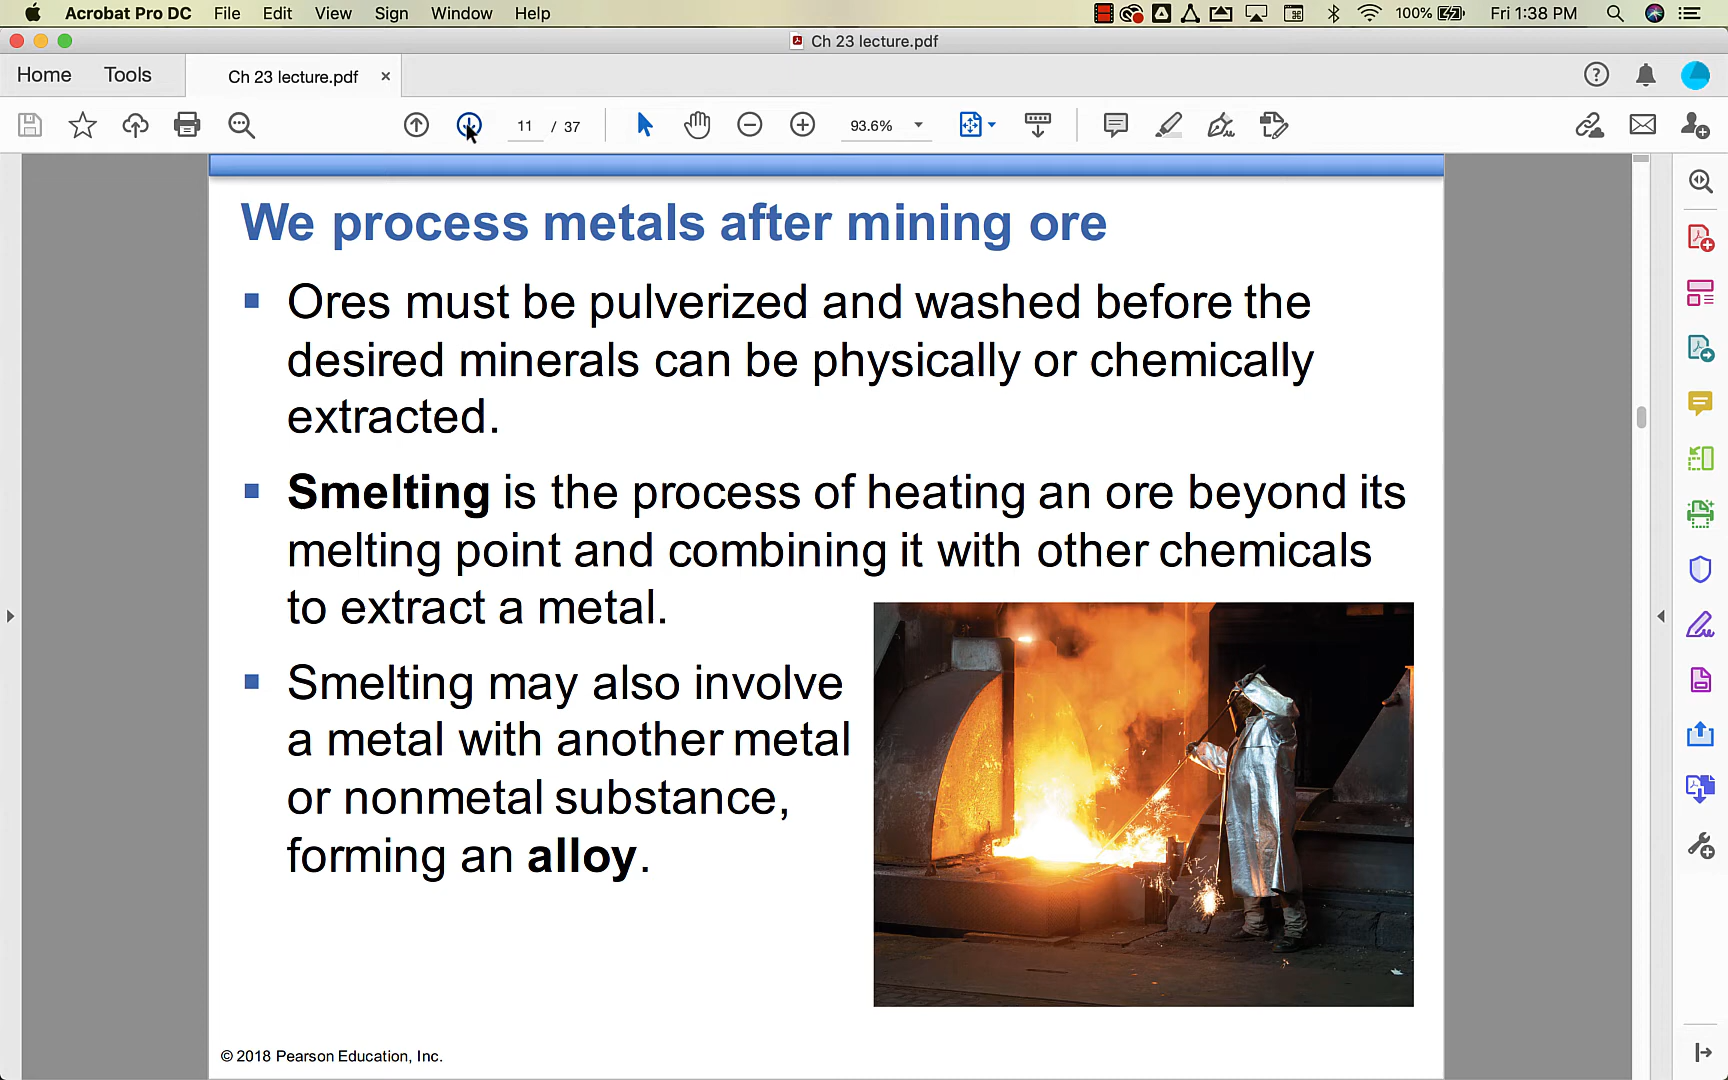 Acrobat Pro DC File Edit View Sign Window Help 100% Fri 1:38 PM
Ch 23 lecture.pdf
Home Tools Ch 23 lecture.pdf ×
11 / 37 93.6%
We process metals after mining ore
Ores must be pulverized and washed before the
desired minerals can be physically or chemically
extracted.
Smelting is the process of heating an ore beyond its
melting point and combining it with other chemicals
to extract a metal.
Smelting may also involve
a metal with another metal
or nonmetal substance,
forming an alloy.
© 2018 Pearson Education, Inc.